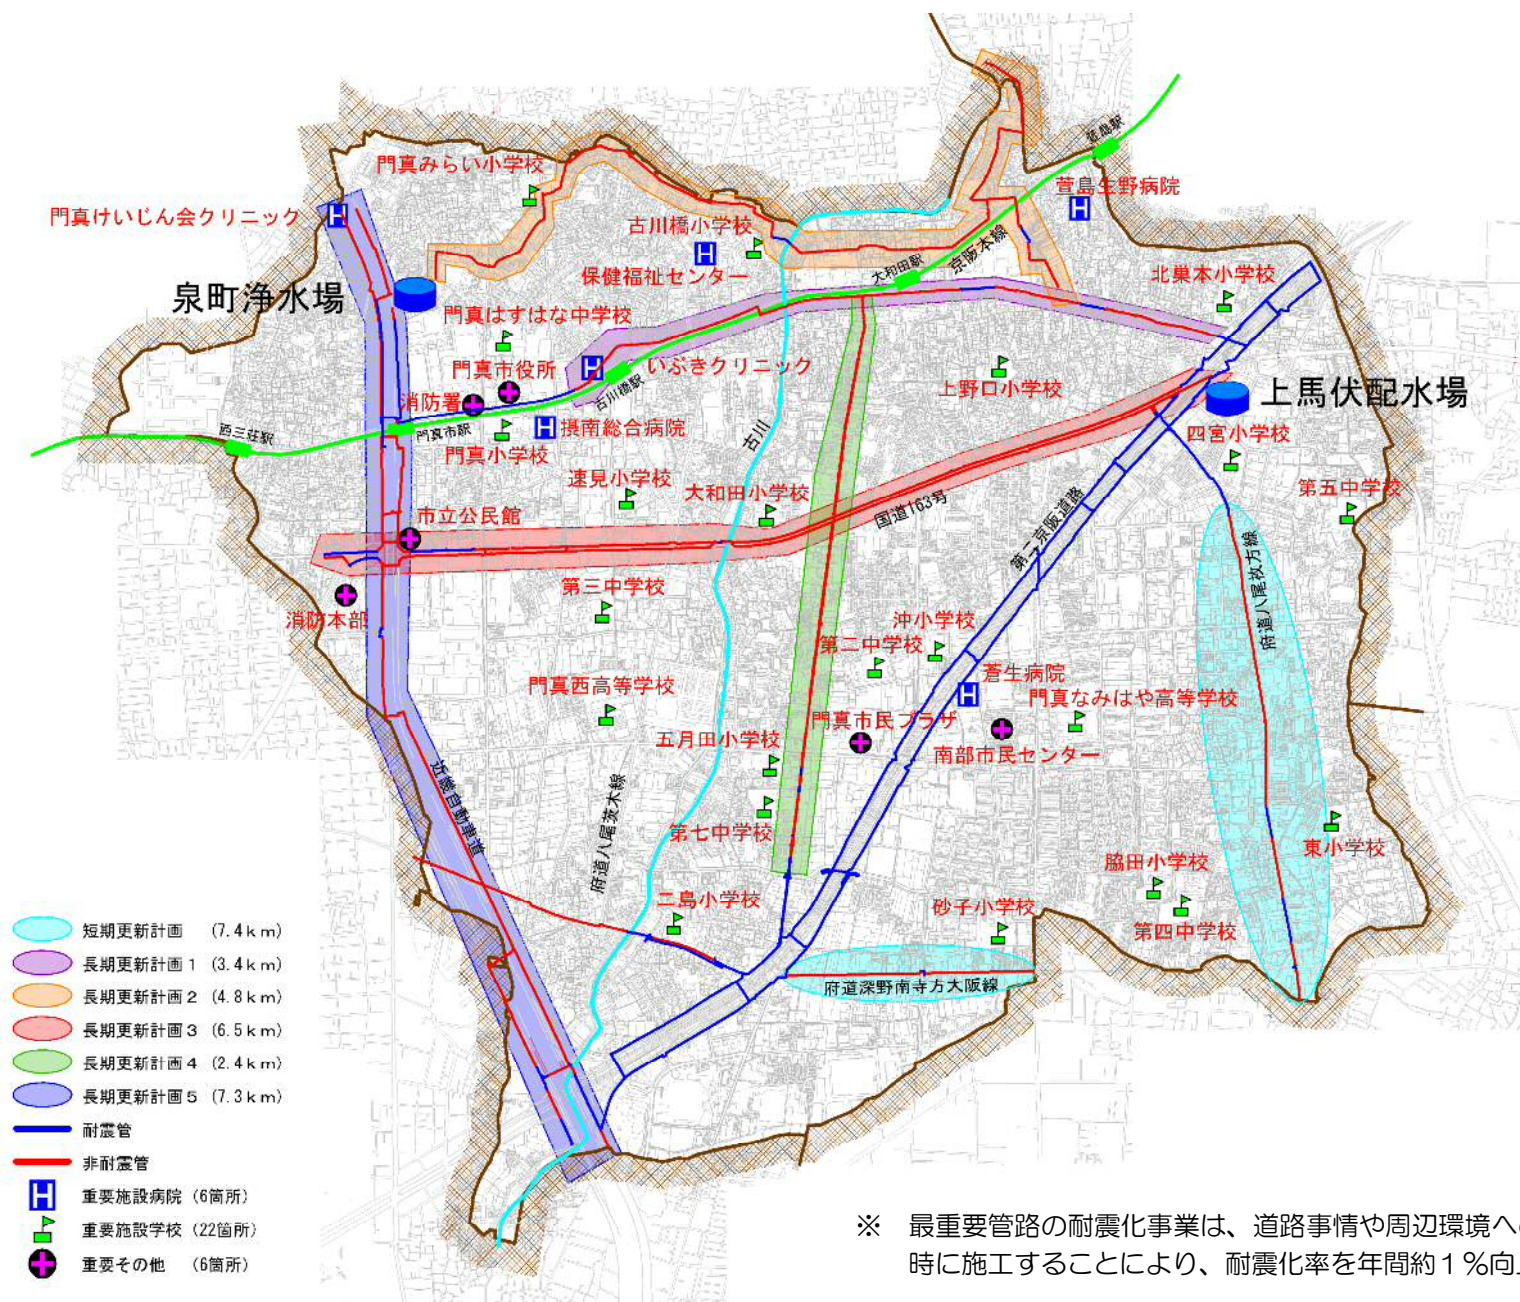 萱島駅
門真みらい小学校
萱島生野病院
門真けいじん会クリニック
古川橋小学校
京阪本線
保健福祉センター
大和田駅
北巣本小学校
泉町浄水場
門真はすはな中学校
門真市役所
いぶきクリニック
上野口小学校
上馬伏配水場
消防署
古川橋駅
西三荘駅
門真市駅
摂南総合病院
古川
四宮小学校
門真小学校
速見小学校
大和田小学校
第五中学校
市立公民館
国道163号
第二京阪道路
府道八尾枚方線
第三中学校
消防本部
沖小学校
第二中学校
蒼生病院
門真西高等学校
門真なみはや高等学校
門真市民プラザ
五月田小学校
南部市民センター
近畿自動車道
府道八尾茨木線
第七中学校
東小学校
脇田小学校
二島小学校
砂子小学校
第四中学校
府道深野南寺方大阪線
短期更新計画 (7.4km)
長期更新計画1 (3.4km)
長期更新計画2 (4.8km)
長期更新計画3 (6.5km)
長期更新計画4 (2.4km)
長期更新計画5 (7.3km)
耐震管
非耐震管
H 重要施設病院 (6箇所)
重要施設学校 (22箇所)
重要その他 (6箇所)
※ 最重要管路の耐震化事業は、道路事情や周辺環境へ
時に施工することにより、耐震化率を年間約1%向